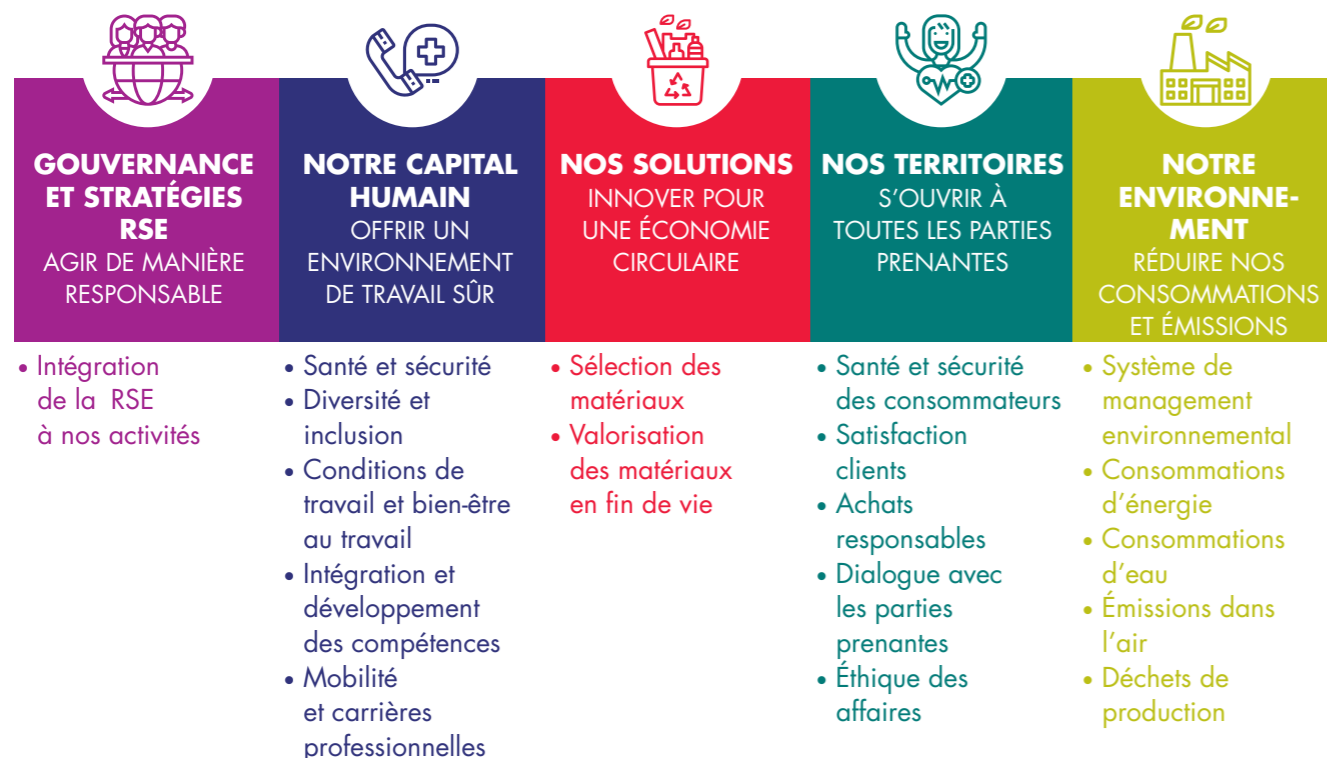 GOUVERNANCE
ET STRATÉGIES
RSE
AGIR DE MANIÈRE
RESPONSABLE
• Intégration
de la RSE
à nos activités
NOTRE CAPITAL
HUMAIN
OFFRIR UN
ENVIRONNEMENT
DE TRAVAIL SÛR
• Santé et sécurité
• Diversité et
inclusion
• Conditions de
travail et bien-être
au travail
• Intégration et
développement
des compétences
• Mobilité
et carrières
professionnelles
NOS SOLUTIONS
INNOVER POUR
UNE ÉCONOMIE
CIRCULAIRE
• Sélection des
matériaux
• Valorisation
des matériaux
en fin de vie
NOS TERRITOIRES
S’OUVRIR À
TOUTES LES PARTIES
PRENANTES
• Santé et sécurité
des consommateurs
• Satisfaction
clients
• Achats
responsables
• Dialogue avec
les parties
prenantes
• Éthique des
affaires
NOTRE
ENVIRONNE-
MENT
RÉDUIRE NOS
CONSOMMATIONS
ET ÉMISSIONS
• Système de
management
environnemental
• Consommations
d’énergie
• Consommations
d’eau
• Émissions dans
l’air
• Déchets de
production